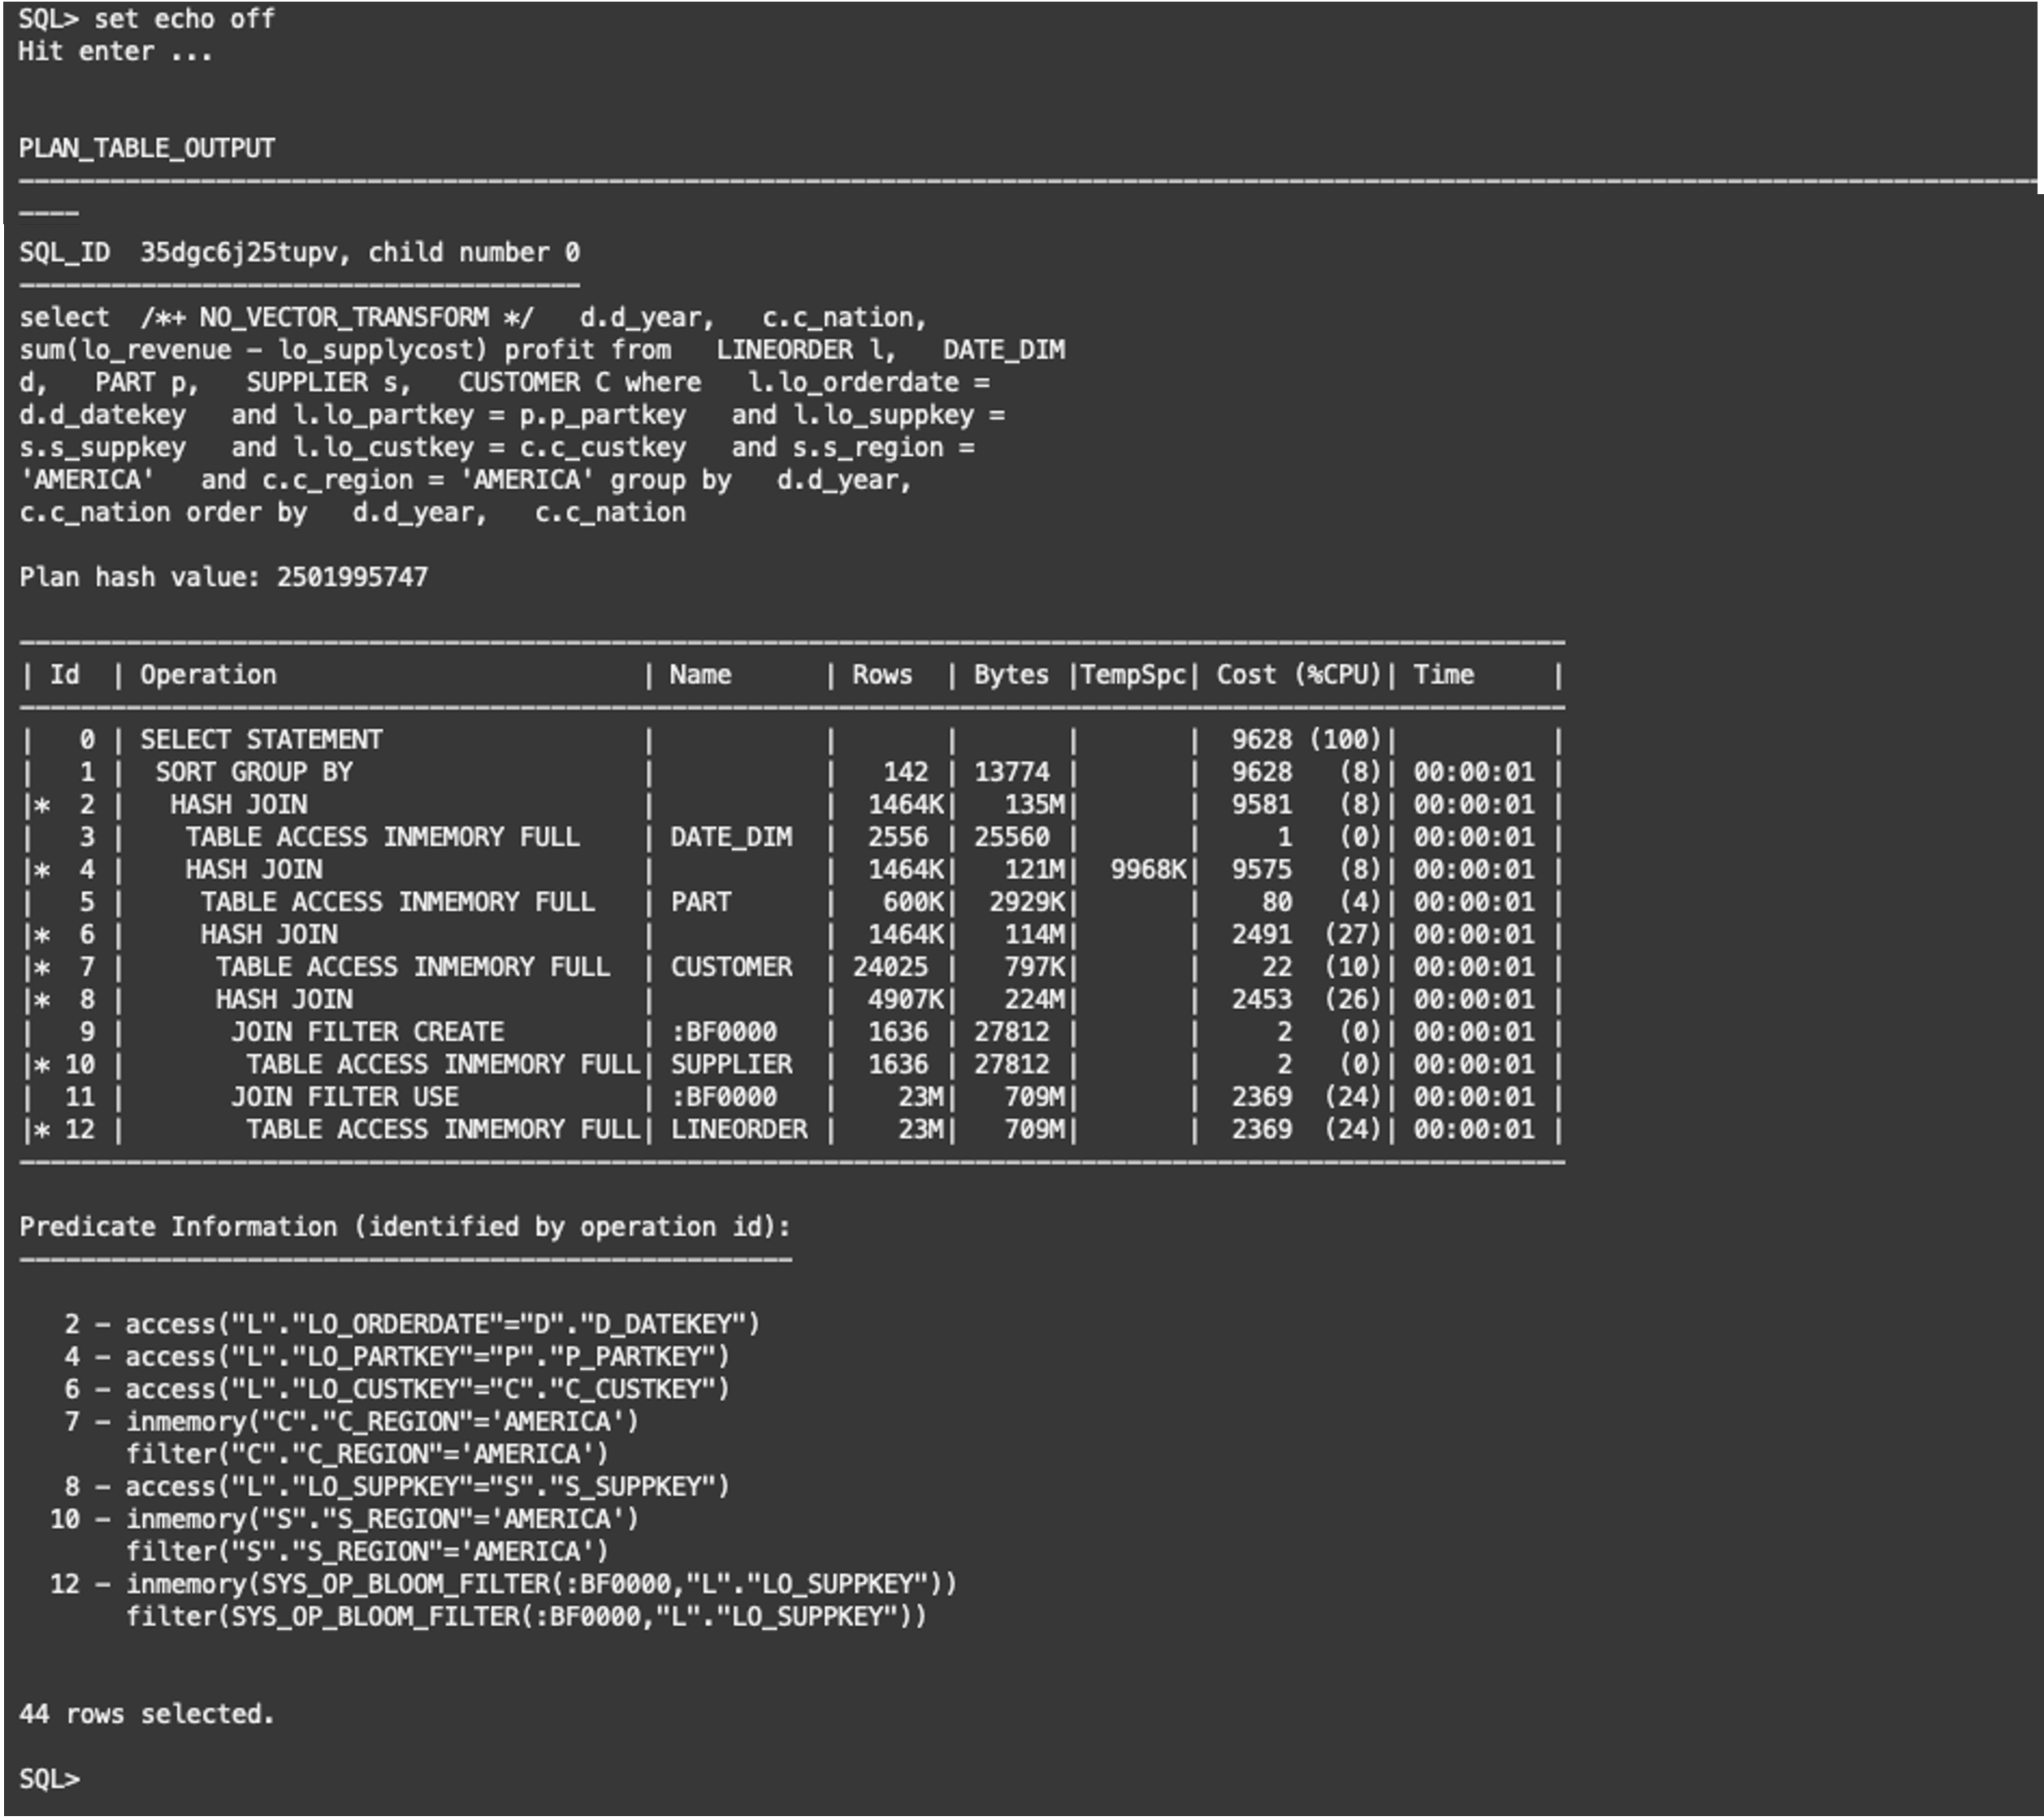 SQL> set echo off
Hit enter ...
PLAN_TABLE_OUTPUT
--------------------------------------------------------------------------------------------------------------------------------------
----
SQL_ID  35dgc6j25tupv, child number 0
-------------------------------------
select  /*+ NO_VECTOR_TRANSFORM */   d.d_year,   c.c_nation,
sum(lo_revenue - lo_supplycost) profit from   LINEORDER l,   DATE_DIM
d,   PART p,   SUPPLIER s,   CUSTOMER C where   l.lo_orderdate =
d.d_datekey   and l.lo_partkey = p.p_partkey   and l.lo_suppkey =
s.s_suppkey   and l.lo_custkey = c.c_custkey   and s.s_region =
'AMERICA'   and c.c_region = 'AMERICA' group by   d.d_year,
c.c_nation order by   d.d_year,   c.c_nation
Plan hash value: 2501995747
------------------------------------------------------------------------------------------------------
| Id  | Operation                        | Name      | Rows  | Bytes |TempSpc| Cost (%CPU)| Time     |
------------------------------------------------------------------------------------------------------
|   0 | SELECT STATEMENT                 |           |       |       |       |  9628 (100)|          |
|   1 |  SORT GROUP BY                   |           |   142 | 13774 |       |  9628   (8)| 00:00:01 |
|*  2 |   HASH JOIN                      |           |  1464K|   135M|       |  9581   (8)| 00:00:01 |
|   3 |    TABLE ACCESS INMEMORY FULL    | DATE_DIM  |  2556 | 25560 |       |     1   (0)| 00:00:01 |
|*  4 |    HASH JOIN                     |           |  1464K|   121M|  9968K|  9575   (8)| 00:00:01 |
|   5 |     TABLE ACCESS INMEMORY FULL   | PART      |   600K|  2929K|       |    80   (4)| 00:00:01 |
|*  6 |     HASH JOIN                    |           |  1464K|   114M|       |  2491  (27)| 00:00:01 |
|*  7 |      TABLE ACCESS INMEMORY FULL  | CUSTOMER  | 24025 |   797K|       |    22  (10)| 00:00:01 |
|*  8 |      HASH JOIN                   |           |  4907K|   224M|       |  2453  (26)| 00:00:01 |
|   9 |       JOIN FILTER CREATE         | :BF0000   |  1636 | 27812 |       |     2   (0)| 00:00:01 |
|* 10 |        TABLE ACCESS INMEMORY FULL| SUPPLIER  |  1636 | 27812 |       |     2   (0)| 00:00:01 |
|  11 |       JOIN FILTER USE            | :BF0000   |    23M|   709M|       |  2369  (24)| 00:00:01 |
|* 12 |        TABLE ACCESS INMEMORY FULL| LINEORDER |    23M|   709M|       |  2369  (24)| 00:00:01 |
------------------------------------------------------------------------------------------------------
Predicate Information (identified by operation id):
---------------------------------------------------
   2 - access("L"."LO_ORDERDATE"="D"."D_DATEKEY")
   4 - access("L"."LO_PARTKEY"="P"."P_PARTKEY")
   6 - access("L"."LO_CUSTKEY"="C"."C_CUSTKEY")
   7 - inmemory("C"."C_REGION"='AMERICA')
       filter("C"."C_REGION"='AMERICA')
   8 - access("L"."LO_SUPPKEY"="S"."S_SUPPKEY")
  10 - inmemory("S"."S_REGION"='AMERICA')
       filter("S"."S_REGION"='AMERICA')
  12 - inmemory(SYS_OP_BLOOM_FILTER(:BF0000,"L"."LO_SUPPKEY"))
       filter(SYS_OP_BLOOM_FILTER(:BF0000,"L"."LO_SUPPKEY"))
44 rows selected.
SQL>